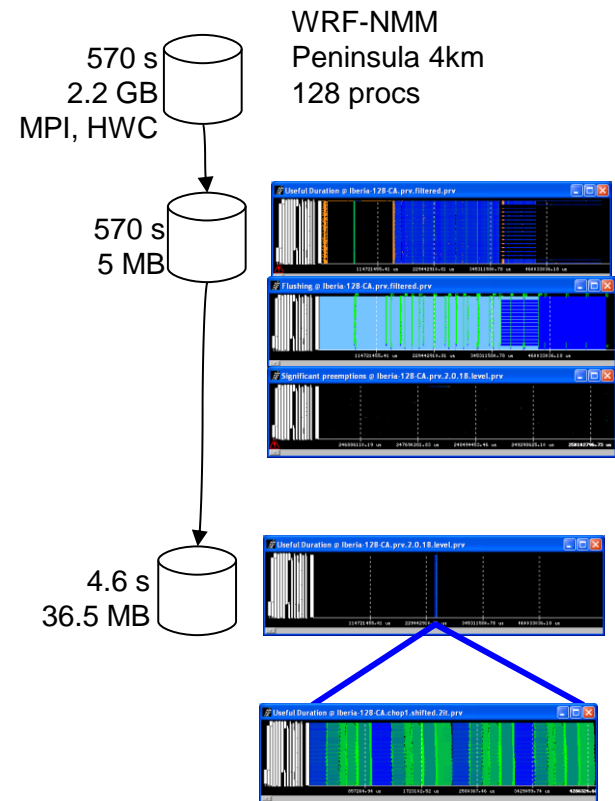 WRF-NMM
Peninsula 4km
128 procs
570 s
2.2 GB
MPI, HWC
570 s
5 MB
Useful Duration @ Iberia-128-CA.prv.filtered.prv
Flushing @ Iberia-128-CA.prv.filtered.prv
Significant preemptions @ Iberia-128-CA.prv.2.0.18.level.prv
4.6 s
36.5 MB
Useful Duration @ Iberia-128-CA.prv.2.0.18.level.prv
Useful Duration @ Iberia-128-CA.chop1.shifted.2it.prv